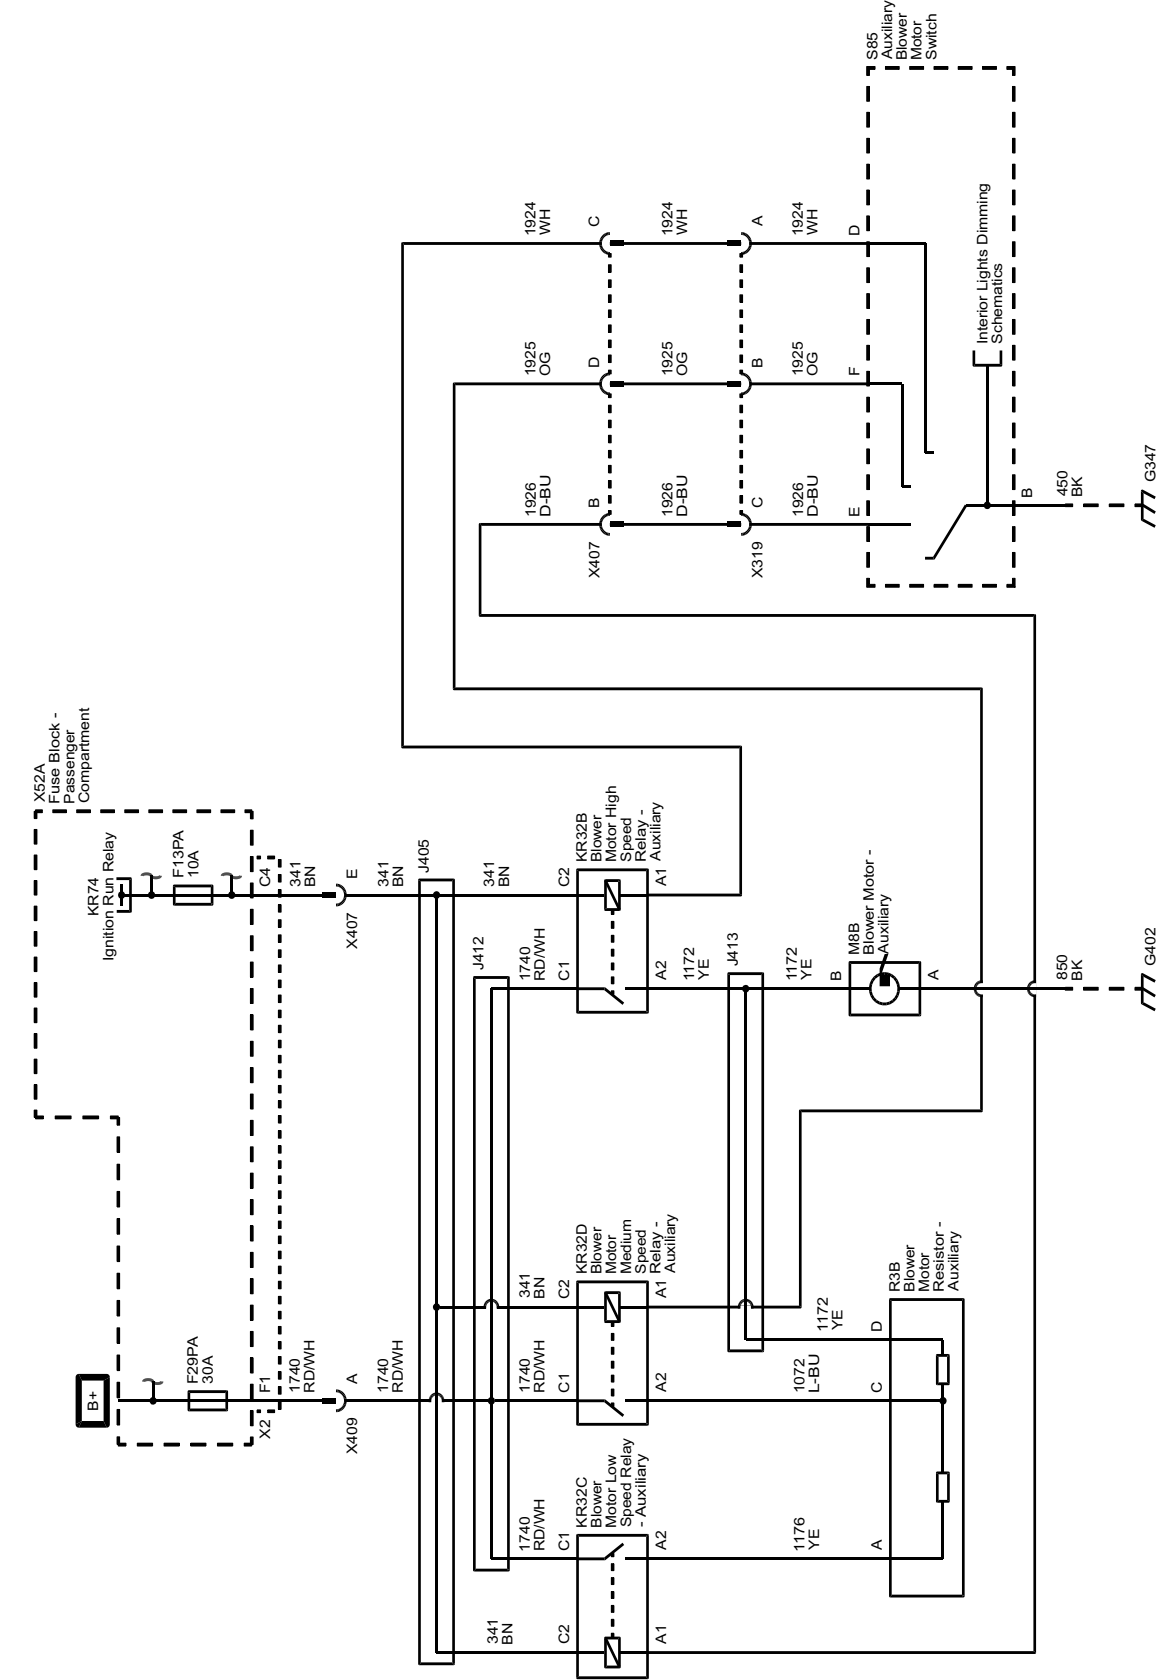 S85
Auxiliary
Blower
Motor
Switch
1924
WH
C
1924
WH
A
1924
WH
D
1925
OG
D
1925
OG
B
1925
OG
F
Interior Lights Dimming
Schematics
1926
D-BU
B
X407
1926
D-BU
C
X319
1926
D-BU
E
B
450
BK
G347
X52A
Fuse Block -
Passenger
Compartment
KR74
Ignition Run Relay
F13PA
10A
C4
341
BN
E
X407
341
BN
J405
341
BN
C2
KR32B
Blower
Motor High
Speed
Relay -
Auxiliary
A1
J412
1740
RD/WH
C1
A2
1172
YE
J413
1172
YE
B
M8B
Blower Motor -
Auxiliary
A
850
BK
G402
B+
F29PA
30A
F1
X2
1740
RD/WH
A
X409
1740
RD/WH
341
BN
C2
KR32D
Blower
Motor
Medium
Speed
Relay -
Auxiliary
A1
1740
RD/WH
C1
A2
1172
YE
D
1072
L-BU
C
R3B
Blower
Motor
Resistor -
Auxiliary
1740
RD/WH
C1
KR32C
Blower
Motor Low
Speed Relay
- Auxiliary
A2
1176
YE
A
341
BN
C2
A1